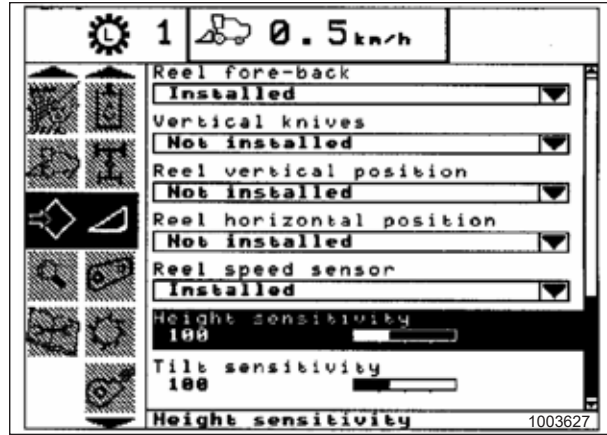 L 1 0.5km/h
Reel fore-back
Installed
Vertical knives
Not installed
Reel vertical position
Not installed
Reel horizontal position
Not installed
Reel speed sensor
Installed
Height sensitivity
100
Tilt sensitivity
100
Height sensitivity
1003627